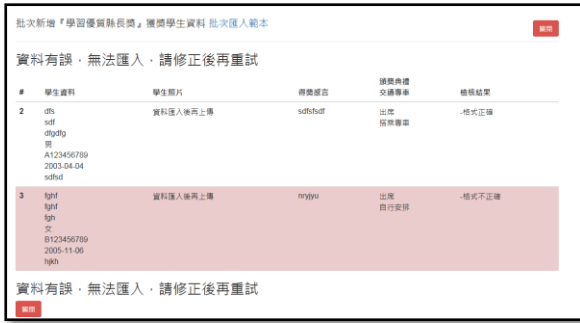 批次新增『學習優質縣長獎』獲獎學生資料 批次匯入範本
關閉
資料有誤，無法匯入，請修正後再重試
# 學生資料 學生照片 得獎感言 頒獎典禮 交通專車 檢核結果
2 dfs 資料匯入後再上傳 sdfsfsdf 出席 -格式正確
sdf 搭乘專車
dfgdfg
男
A123456789
2003-04-04
sdfsd
3 fghf 資料匯入後再上傳 nryjyu 出席 -格式不正確
fghf 自行安排
fgh
女
B123456789
2005-11-06
hjkh
資料有誤，無法匯入，請修正後再重試
關閉